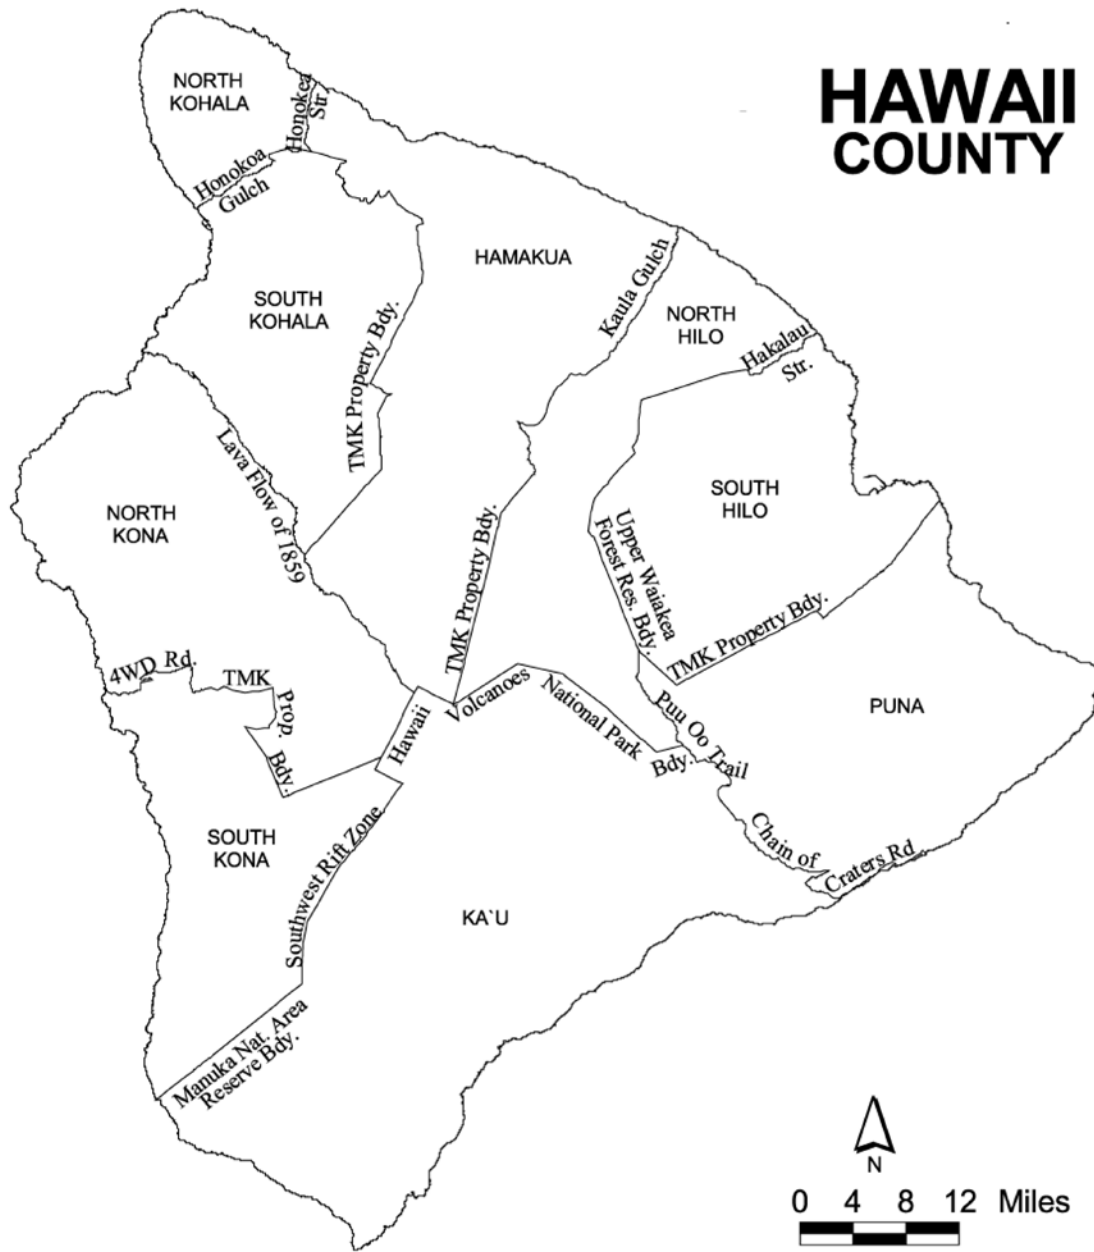 HAWAII
COUNTY
NORTH
KOHALA
Honokea
Str
Honokoa
Gulch
HAMAKUA
Kaula Gulch
SOUTH
KOHALA
NORTH
HILO
Hakalau
Str.
TMK Property Bdy.
Lava Flow of 1859
NORTH
KONA
SOUTH
HILO
Upper Waiakea
Forest Res. Bdy.
TMK Property Bdy.
TMK Property Bdy.
4WD Rd.
TMK
Prop.
Bdy.
Hawaii
Volcanoes
National Park
Bdy.
Puu Oo Trail
PUNA
Chain of
Craters Rd
SOUTH
KONA
Southwest Rift Zone
KA`U
Manuka Nat. Area
Reserve Bdy.
N
0 4 8 12 Miles